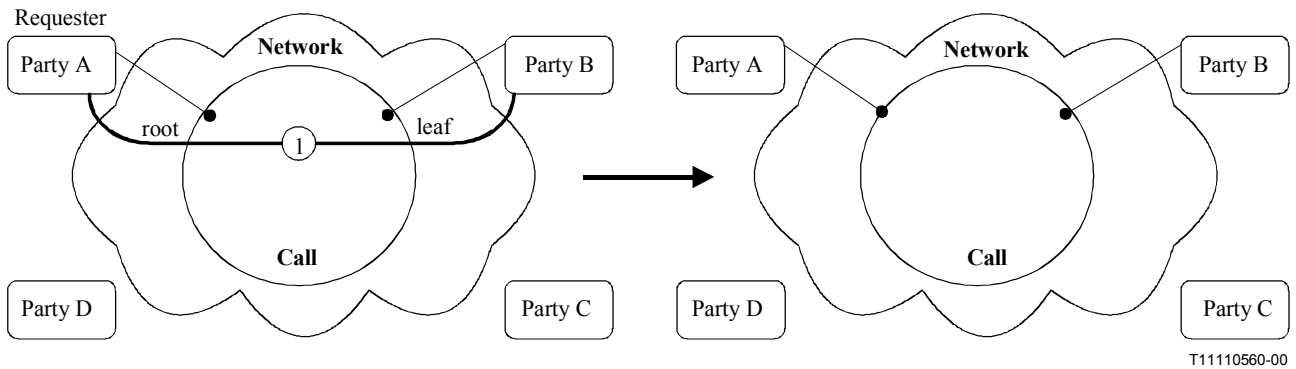 Requester
Party A
Network
Party B
root
1
leaf
Call
Party D
Party C
Party A
Network
Party B
Call
Party D
Party C
T11110560-00